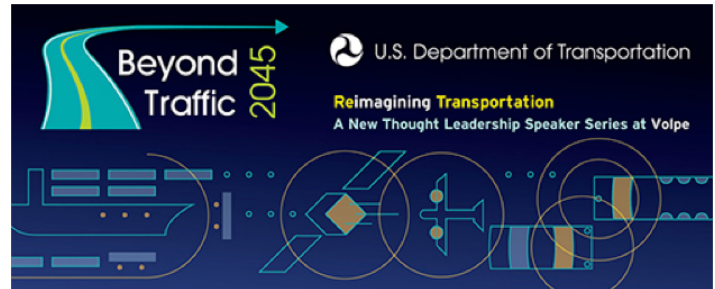 Beyond
Traffic
2045
U.S. Department of Transportation
Reimagining Transportation
A New Thought Leadership Speaker Series at Volpe